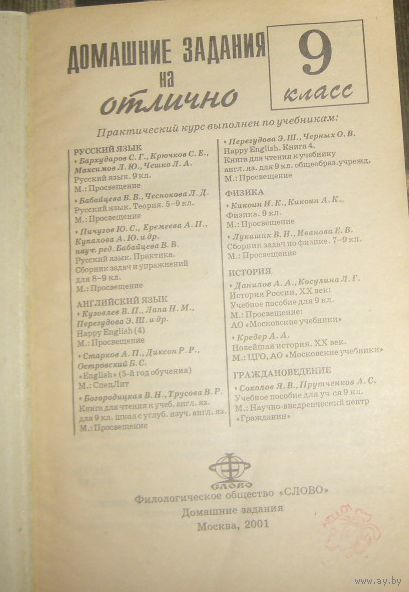 ДОМАШНИЕ ЗАДАНИЯ
на
отлично
9
класс
Практический курс выполнен по учебникам:
РУССКИЙ ЯЗЫК
• Бархударов С. Г., Крючков С. Е.,
Максимов Л. Ю., Чешко Л. А.
Русский язык. 9 кл.
М.: Просвещение
• Бабайцева В. В., Чеснокова Л. Д.
Русский язык. Теория. 5–9 кл.
М.: Просвещение
• Пичугов Ю. С., Еремеева А. П.,
Купалова А. Ю. и др.
науч. ред. Бабайцева В. В.
Русский язык. Практика.
Сборник задач и упражнений
для 8–9 кл.
М.: Просвещение
АНГЛИЙСКИЙ ЯЗЫК
• Кузовлев В. П., Лапа Н. М.,
Перегудова Э. Ш. и др.
Happy English (4)
М.: Просвещение
• Старков А. П., Диксон Р. Р.,
Островский Б. С.
«English» (5-й год обучения)
М.: СпецЛит
• Богородицкая В. Н., Трусова В. Р.
Книга для чтения к учеб. англ. яз.
для 9 кл. школ с углуб. изуч. англ. яз.
М.: Просвещение
• Перегудова Э. Ш., Черных О. В.
Happy English. Книга 4.
Книга для чтения к учебнику
англ. яз. для 9 кл. общеобраз. учрежд.
М.: Просвещение
ФИЗИКА
• Кикоин И. К., Кикоин А. К.,
Физика. 9 кл.
М.: Просвещение
• Лукашик В. Н., Иванова Е. В.
Сборник задач по физике. 7–9 кл.
М.: Просвещение
ИСТОРИЯ
• Данилов А. А., Косулина Л. Г.
История России, XX век:
Учебное пособие для 9 кл.
М.: Просвещение:
АО «Московские учебники»
• Кредер А. А.
Новейшая история. XX век.
М.: ЦГО, АО «Московские учебники»
ГРАЖДАНОВЕДЕНИЕ
• Соколов Я. В., Прутченков А. С.
Учебное пособие для уч-ся 9 кл.
М.: Научно-внедренческий центр
«Гражданин»
СЛОВО
Филологическое общество «СЛОВО»
Домашние задания
Москва, 2001
www.ay.by